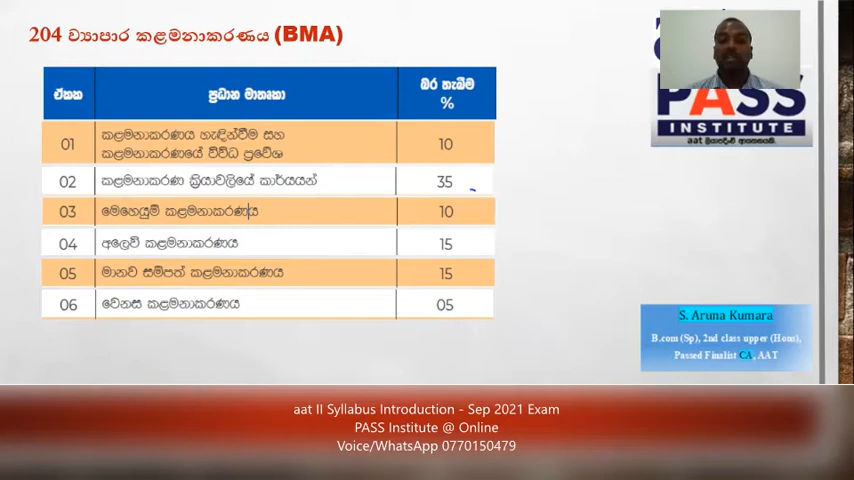 204 ව්‍යාපාර කළමනාකරණය (BMA)
ඒකක ප්‍රධාන මාතෘකා බර තැබීම %
01 කළමනාකරණය හැඳින්වීම සහ කළමනාකරණයේ විවිධ ප්‍රවේශ 10
02 කළමනාකරණ ක්‍රියාවලියේ කාර්යයන් 35
03 මෙහෙයුම් කළමනාකරණය 10
04 අලෙවි කළමනාකරණය 15
05 මානව සම්පත් කළමනාකරණය 15
06 වෙනස කළමනාකරණය 05
PASS
INSTITUTE
S. Aruna Kumara
B.com (Sp), 2nd class upper (Hons),
Passed Finalist CA, AAT
aat II Syllabus Introduction - Sep 2021 Exam
PASS Institute @ Online
Voice/WhatsApp 0770150479